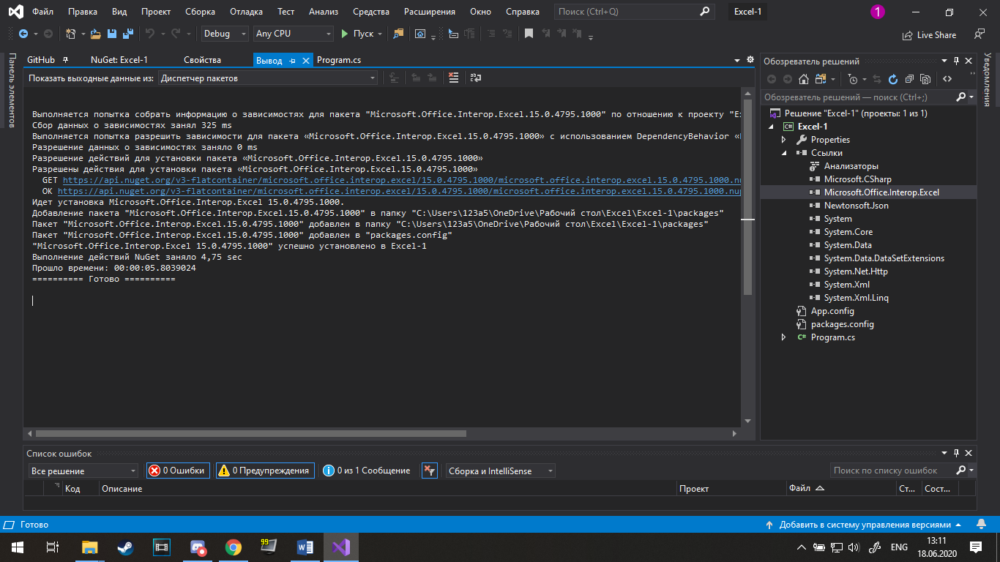 Файл Правка Вид Проект Сборка Отладка Тест Анализ Средства Расширения Окно Справка Поиск (Ctrl+Q) Excel-1 1
Debug Any CPU Пуск Live Share
Панель элементов
GitHub NuGet: Excel-1 Свойства Вывод Program.cs
Показать выходные данные из: Диспетчер пакетов
Выполняется попытка собрать информацию о зависимостях для пакета "Microsoft.Office.Interop.Excel.15.0.4795.1000" по отношению к проекту
Сбор данных о зависимостях занял 325 ms
Выполняется попытка разрешить зависимости для пакета «Microsoft.Office.Interop.Excel.15.0.4795.1000» с использованием DependencyBehavior
Разрешение данных о зависимостях заняло 0 ms
Разрешение действий для установки пакета «Microsoft.Office.Interop.Excel.15.0.4795.1000»
Разрешены действия для установки пакета «Microsoft.Office.Interop.Excel.15.0.4795.1000»
GET https://api.nuget.org/v3-flatcontainer/microsoft.office.interop.excel/15.0.4795.1000/microsoft.office.interop.excel.15.0.4795.1000.nu
OK https://api.nuget.org/v3-flatcontainer/microsoft.office.interop.excel/15.0.4795.1000/microsoft.office.interop.excel.15.0.4795.1000.nup
Идет установка Microsoft.Office.Interop.Excel 15.0.4795.1000.
Добавление пакета "Microsoft.Office.Interop.Excel.15.0.4795.1000" в папку "C:\Users\123a5\OneDrive\Рабочий стол\Excel\Excel-1\packages"
Пакет "Microsoft.Office.Interop.Excel.15.0.4795.1000" добавлен в папку "C:\Users\123a5\OneDrive\Рабочий стол\Excel\Excel-1\packages"
Пакет "Microsoft.Office.Interop.Excel.15.0.4795.1000" добавлен в "packages.config"
"Microsoft.Office.Interop.Excel 15.0.4795.1000" успешно установлено в Excel-1
Выполнение действий NuGet заняло 4,75 sec
Прошло времени: 00:00:05.8039024
========== Готово ==========
Обозреватель решений
Обозреватель решений — поиск (Ctrl+;)
Решение "Excel-1" (проекты: 1 из 1)
Excel-1
Properties
Ссылки
Анализаторы
Microsoft.CSharp
Microsoft.Office.Interop.Excel
Newtonsoft.Json
System
System.Core
System.Data
System.Data.DataSetExtensions
System.Net.Http
System.Xml
System.Xml.Linq
App.config
packages.config
C# Program.cs
Уведомления
Список ошибок
Все решение 0 Ошибки 0 Предупреждения 0 из 1 Сообщение Сборка и IntelliSense Поиск по списку ошибок
Код Описание Проект Файл Ст... Сост...
Готово Добавить в систему управления версиями
99 ENG 13:11
18.06.2020